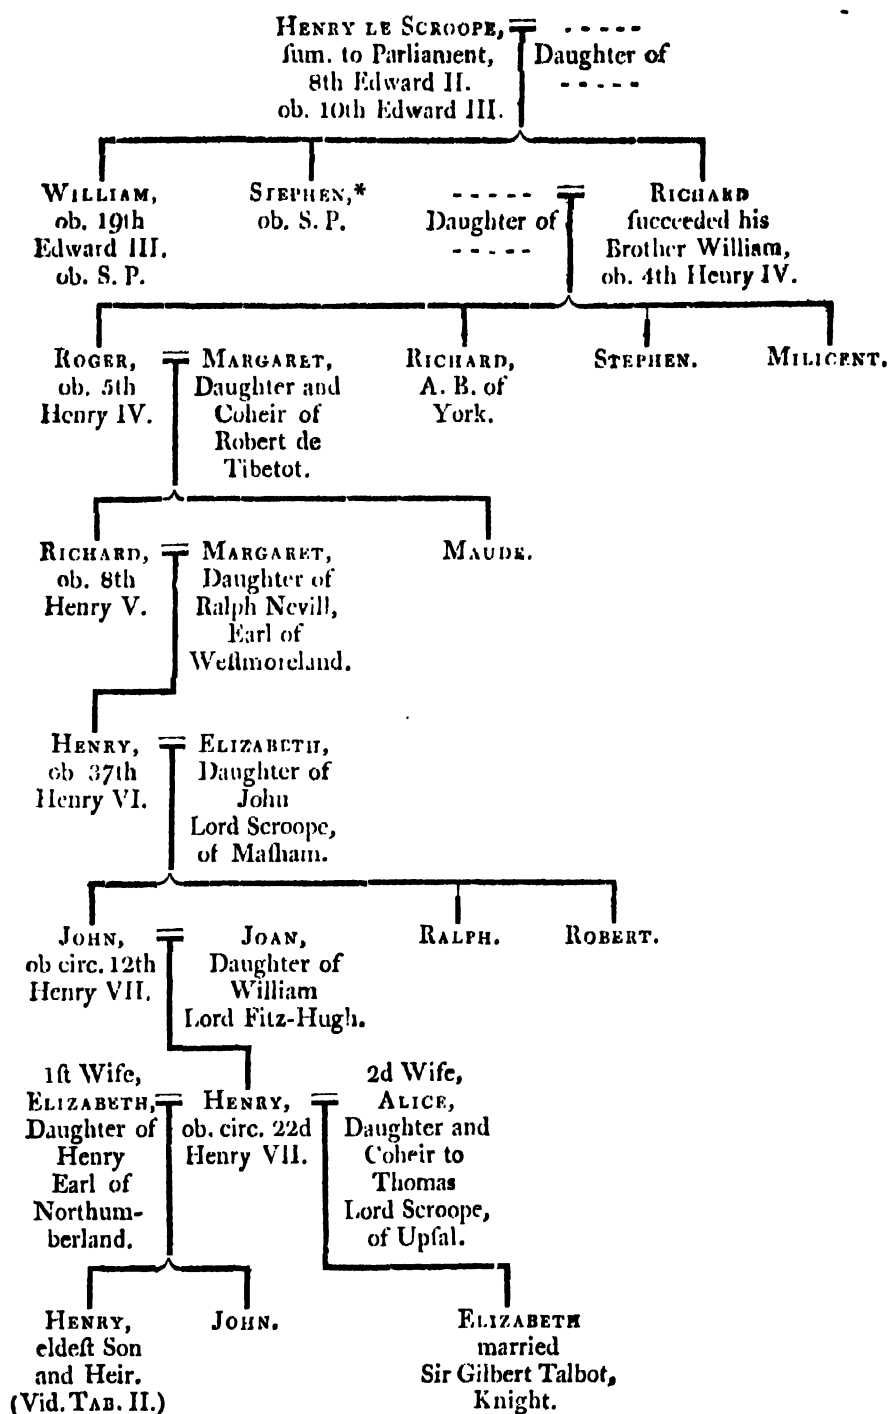 HENRY LE SCROOPE,
ſum. to Parliament,
8th Edward II.
ob. 10th Edward III.
Daughter of
WILLIAM,
ob. 19th
Edward III.
ob. S. P.
STEPHEN,*
ob. S. P.
Daughter of
RICHARD
ſucceeded his
Brother William,
ob. 4th Henry IV.
ROGER,
ob. 5th
Henry IV.
MARGARET,
Daughter and
Coheir of
Robert de
Tibetot.
RICHARD,
A. B. of
York.
STEPHEN.
MILICENT.
RICHARD,
ob. 8th
Henry V.
MARGARET,
Daughter of
Ralph Nevill,
Earl of
Weſtmoreland.
MAUDE.
HENRY,
ob 37th
Henry VI.
ELIZABETH,
Daughter of
John
Lord Scroope,
of Maſham.
JOHN,
ob circ. 12th
Henry VII.
JOAN,
Daughter of
William
Lord Fitz-Hugh.
RALPH.
ROBERT.
1ſt Wife,
ELIZABETH,
Daughter of
Henry
Earl of
Northum-
berland.
HENRY,
ob. circ. 22d
Henry VII.
2d Wife,
ALICE,
Daughter and
Coheir to
Thomas
Lord Scroope,
of Upſal.
HENRY,
eldeſt Son
and Heir.
(Vid. TAB. II.)
JOHN.
ELIZABETH
married
Sir Gilbert Talbot,
Knight.